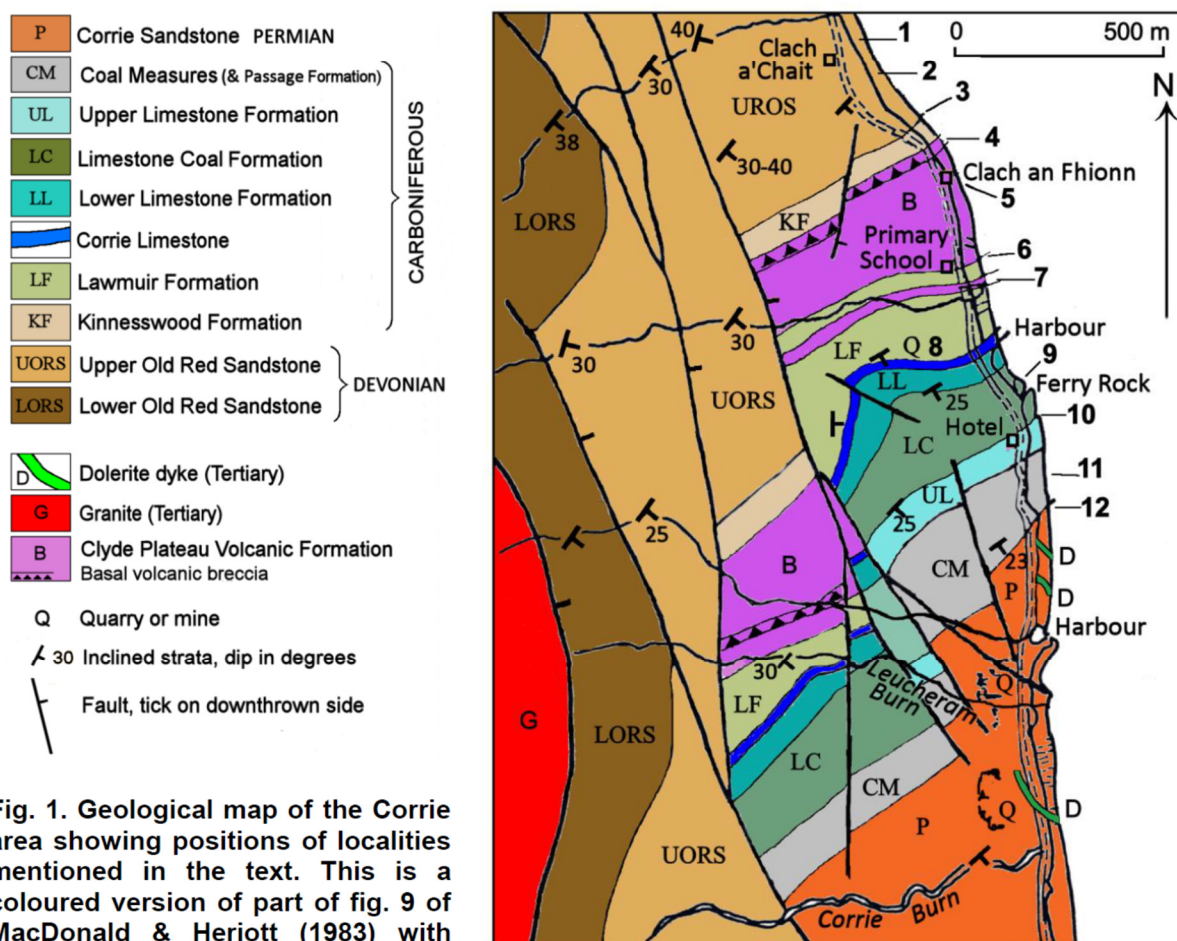 P Corrie Sandstone PERMIAN
CM Coal Measures (& Passage Formation)
UL Upper Limestone Formation
LC Limestone Coal Formation
LL Lower Limestone Formation
Corrie Limestone
LF Lawmuir Formation
KF Kinnesswood Formation
CARBONIFEROUS
UORS Upper Old Red Sandstone
LORS Lower Old Red Sandstone
DEVONIAN
D Dolerite dyke (Tertiary)
G Granite (Tertiary)
B Clyde Plateau Volcanic Formation
Basal volcanic breccia
Q Quarry or mine
30 Inclined strata, dip in degrees
Fault, tick on downthrown side
Fig. 1. Geological map of the Corrie
area showing positions of localities
mentioned in the text. This is a
coloured version of part of fig. 9 of
MacDonald & Heriott (1983) with
0 500 m
N
40
Clach
a'Chait
1
2
30
UROS
3
38
30-40
4
Clach an Fhionn
5
LORS
KF
B
Primary
School
6
7
30
30
LF
Q 8
Harbour
9
Ferry Rock
LL
25
10
UORS
LC
Hotel
11
UL
25
12
25
CM
23
D
P
D
B
Harbour
30
Leucheram
Burn
Q
G
LORS
LF
LC
CM
Q
D
P
UORS
Corrie Burn